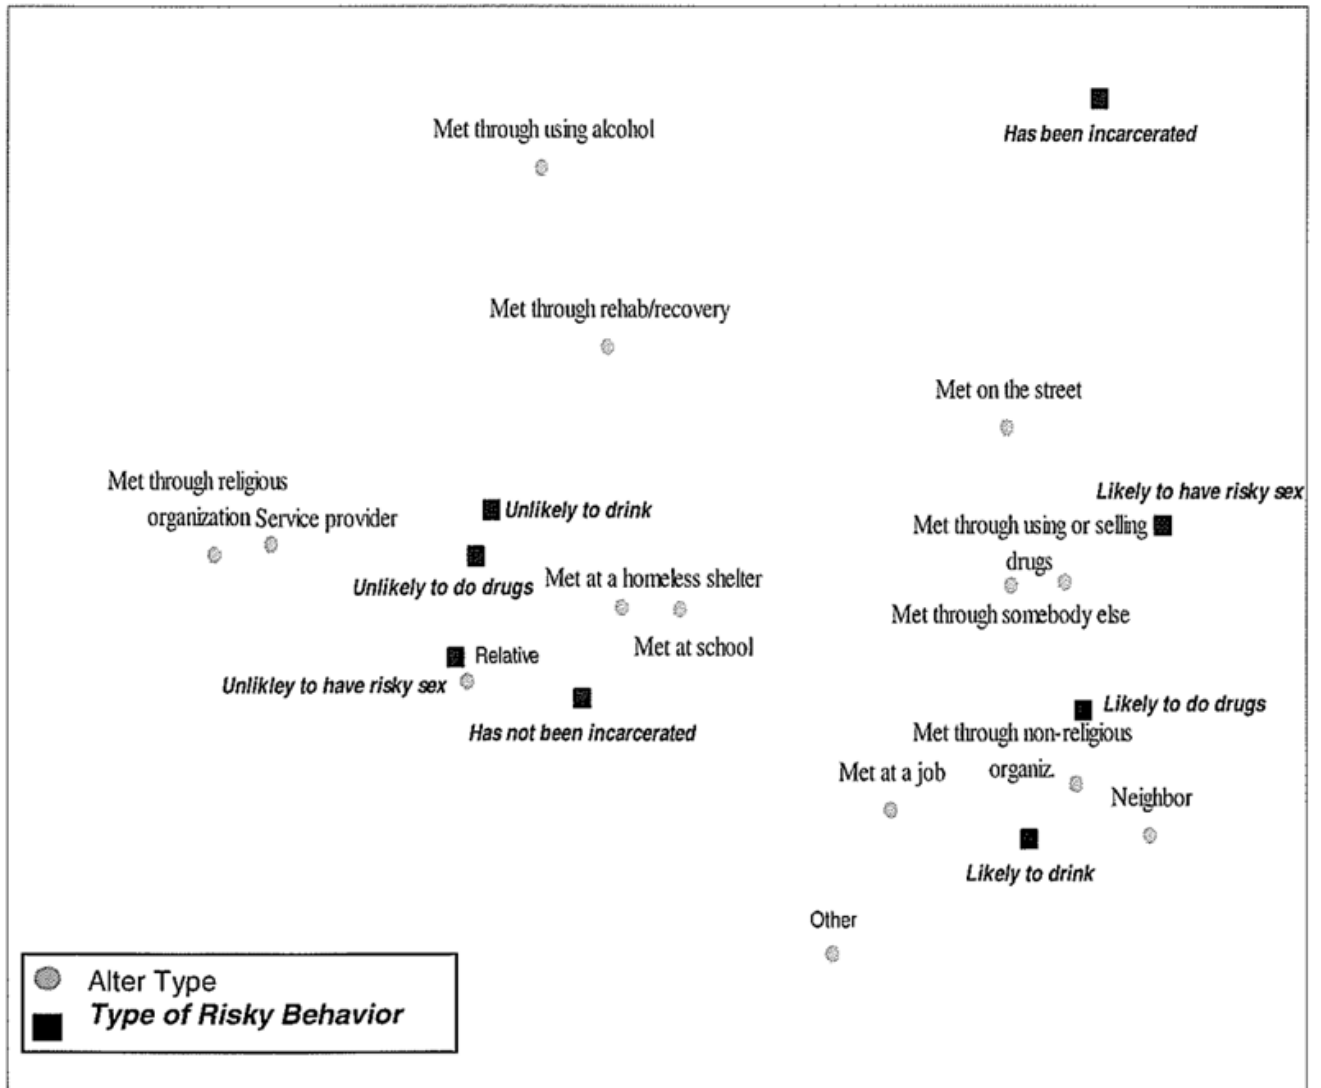 Met through using alcohol
Has been incarcerated
Met through rehab/recovery
Met on the street
Met through religious
organization
Service provider
Unlikely to drink
Unlikely to do drugs
Likely to have risky sex
Met through using or selling
drugs
Met at a homeless shelter
Met through somebody else
Met at school
Relative
Unlikley to have risky sex
Has not been incarcerated
Likely to do drugs
Met through non-religious
organiz.
Met at a job
Neighbor
Likely to drink
Other
Alter Type
Type of Risky Behavior